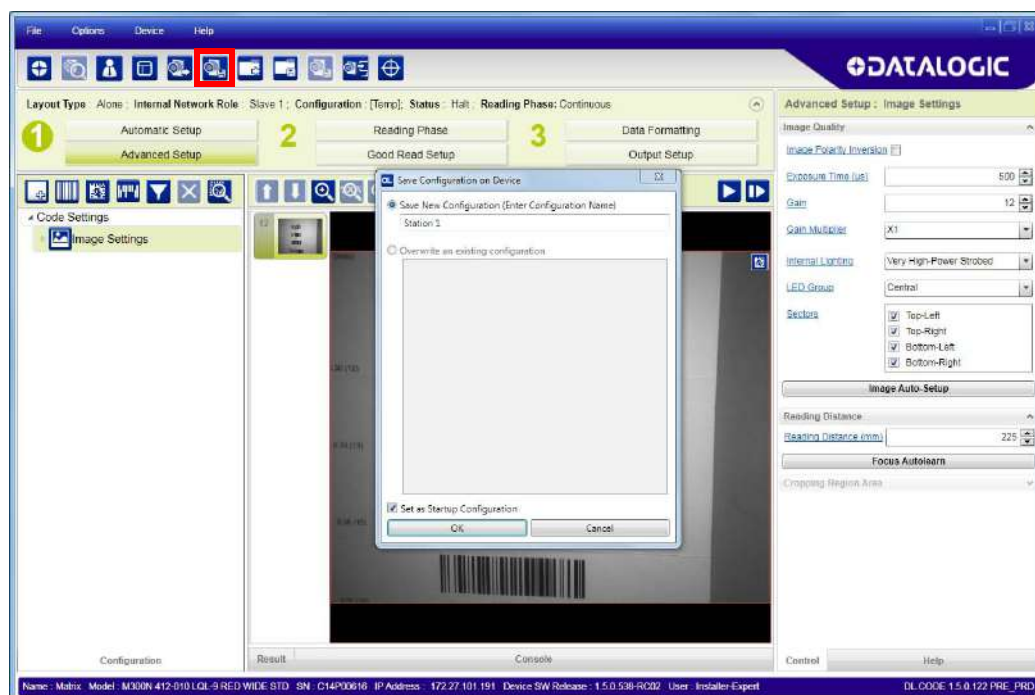 File Options Device Help
DATALOGIC
Layout Type Alone ; Internal Network Role : Slave 1 ; Configuration : [Temp]; Status : Halt ; Reading Phase: Continuous
1 Automatic Setup
Advanced Setup
2 Reading Phase
Good Read Setup
3 Data Formatting
Output Setup
Code Settings
Image Settings
Configuration
Save Configuration on Device
Save New Configuration (Enter Configuration Name)
Station 1
Overwrite an existing configuration
Set as Startup Configuration
OK Cancel
Result Console
Advanced Setup : Image Settings
Image Quality
Image Polarity Inversion
Exposure Time (us) 500
Gain 12
Gain Multiplier X1
Internal Lighting Very High-Power Strobed
LED Group Central
Sectors Top-Left
Top-Right
Bottom-Left
Bottom-Right
Image Auto-Setup
Reading Distance
Reading Distance (mm) 225
Focus Autolearn
Cropping Region Area
Control Help
Name : Matrix Model : M300N 412-010 LQL-9 RED WIDE STD SN : C14P00616 IP Address : 172.27.101.191 Device SW Release : 1.5.0.538-RC02 User : Installer-Expert DL.CODE 1.5.0.122 PRE_PRO